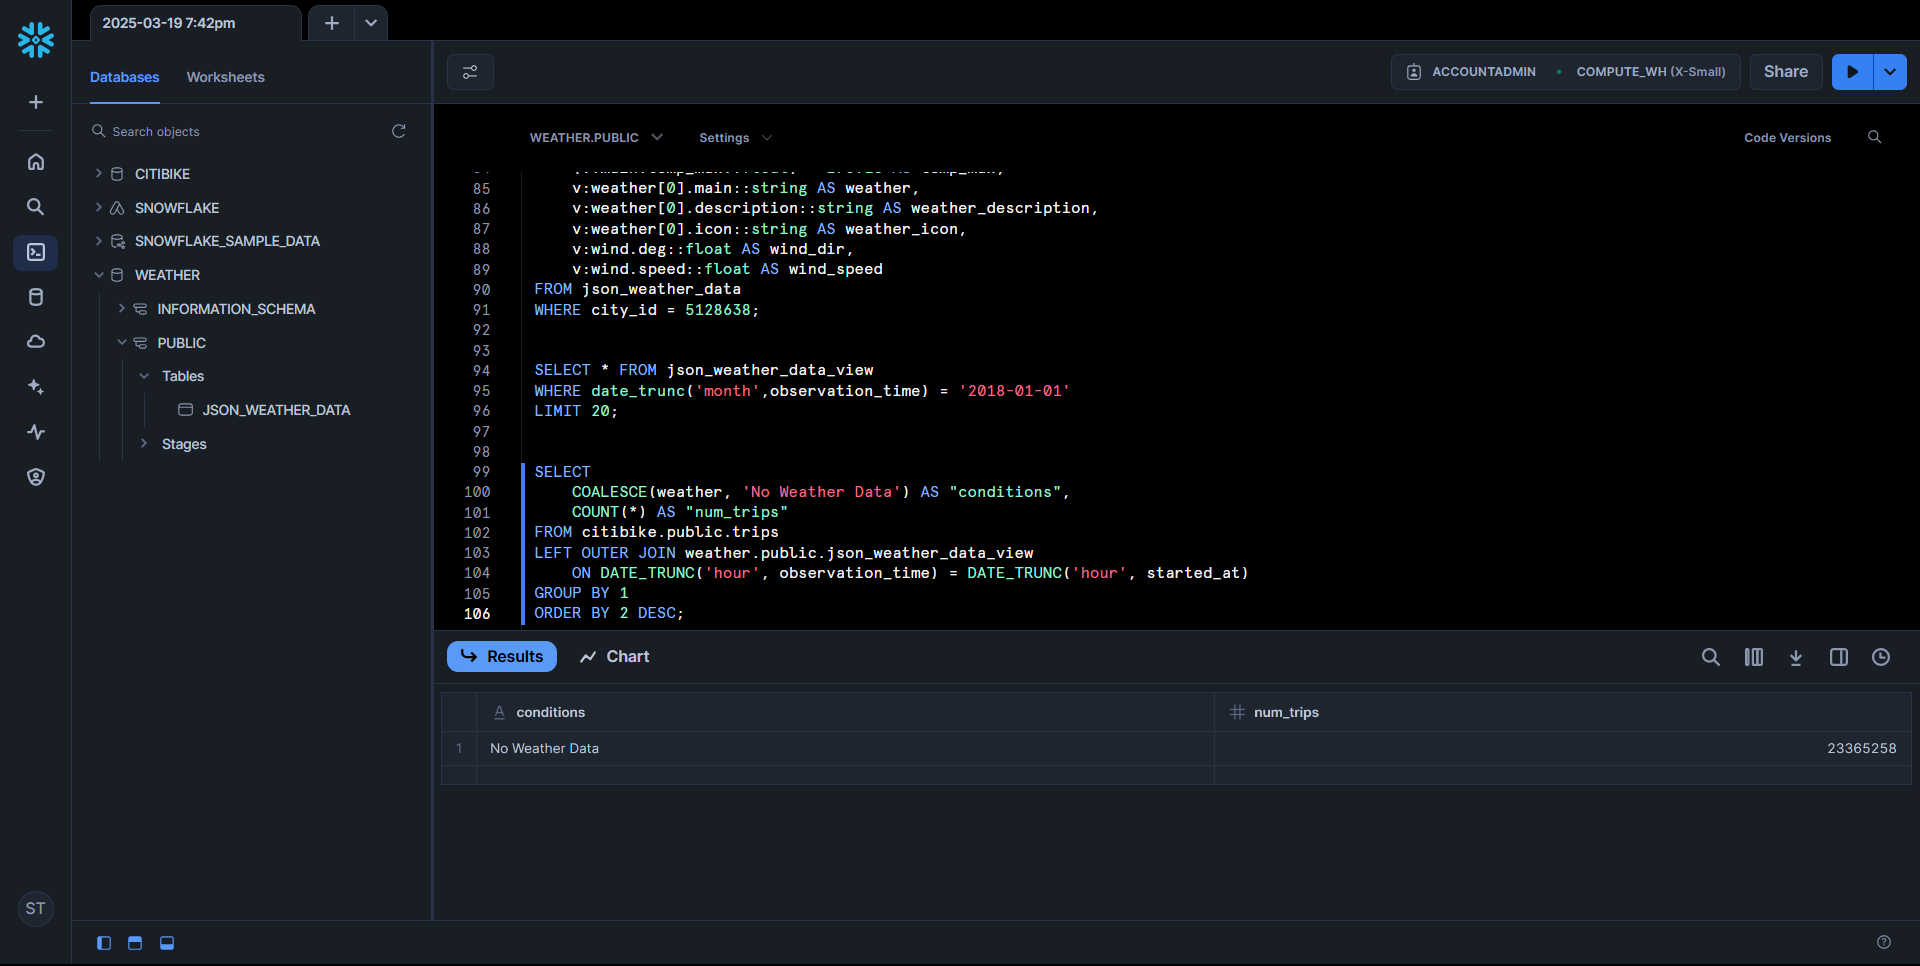 2025-03-19 7:42pm
Databases
Worksheets
Search objects
CITIBIKE
SNOWFLAKE
SNOWFLAKE_SAMPLE_DATA
WEATHER
INFORMATION_SCHEMA
PUBLIC
Tables
JSON_WEATHER_DATA
Stages
ST
ACCOUNTADMIN
COMPUTE_WH (X-Small)
Share
WEATHER.PUBLIC
Settings
Code Versions
85 v:weather[0].main::string AS weather,
86 v:weather[0].description::string AS weather_description,
87 v:weather[0].icon::string AS weather_icon,
88 v:wind.deg::float AS wind_dir,
89 v:wind.speed::float AS wind_speed
90 FROM json_weather_data
91 WHERE city_id = 5128638;
92
93
94 SELECT * FROM json_weather_data_view
95 WHERE date_trunc('month',observation_time) = '2018-01-01'
96 LIMIT 20;
97
98
99 SELECT
100 COALESCE(weather, 'No Weather Data') AS "conditions",
101 COUNT(*) AS "num_trips"
102 FROM citibike.public.trips
103 LEFT OUTER JOIN weather.public.json_weather_data_view
104 ON DATE_TRUNC('hour', observation_time) = DATE_TRUNC('hour', started_at)
105 GROUP BY 1
106 ORDER BY 2 DESC;
Results
Chart
conditions num_trips
1 No Weather Data 23365258